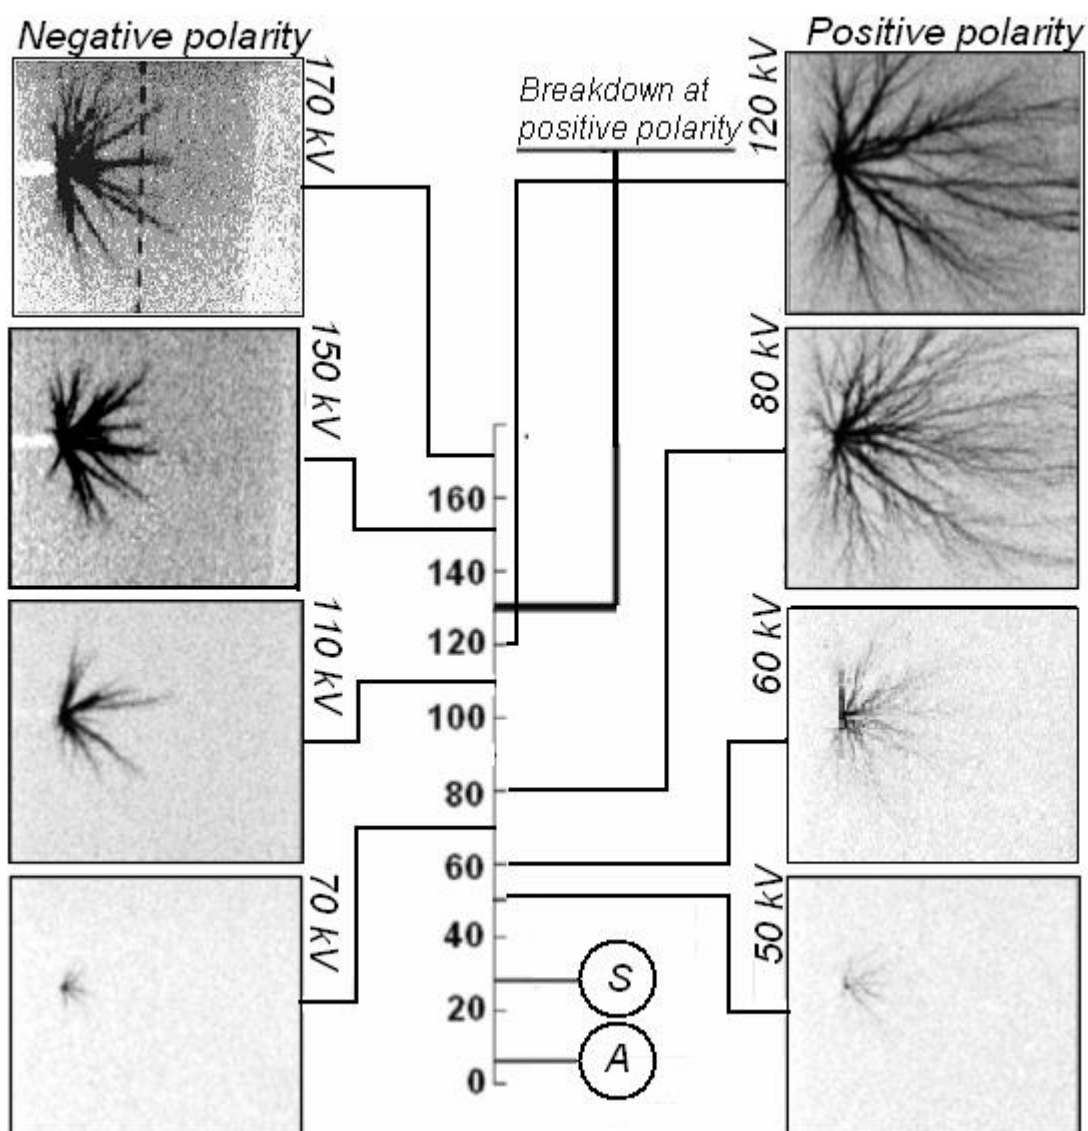 Negative polarity
Positive polarity
170 kV
Breakdown at
positive polarity
120 kV
150 kV
80 kV
160
140
120
110 kV
60 kV
100
80
60
70 kV
50 kV
40
S
20
A
0